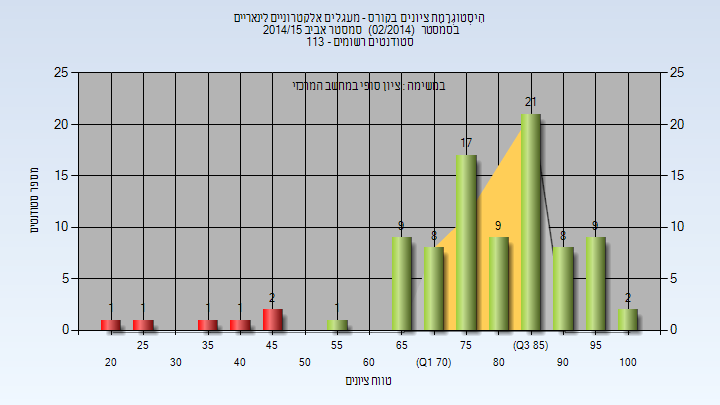 היסטוגרמת ציונים בקורס - מעגלים אלקטרוניים לינאריים
בסמסטר (02/2014) סמסטר אביב 2014/15
סטודנטים רשומים - 113
במשימה : ציון סופי במחשב המרכזי
25 25
20 20
15 15
10 10
5 5
0 0
מספר סטודנטים
1 1 1 1 2 1 9 8 17 9 21 8 9 2
25 35 45 55 65 75 (Q3 85) 95
20 30 40 50 60 (Q1 70) 80 90 100
טווח ציונים